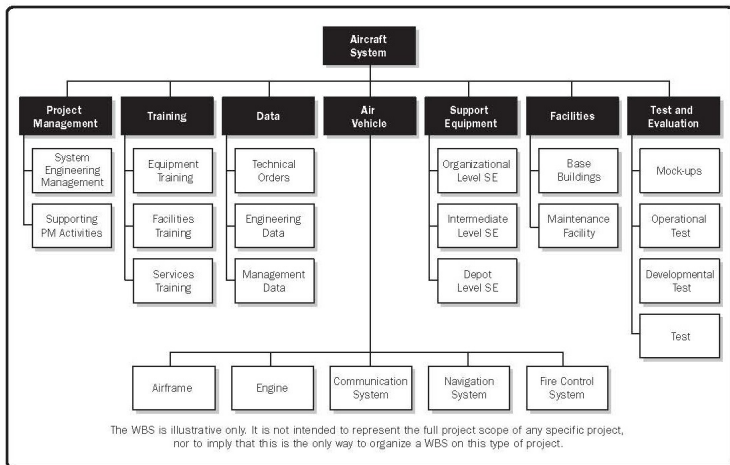 Aircraft
System
Project
Management
Training
Data
Air
Vehicle
Support
Equipment
Facilities
Test and
Evaluation
System
Engineering
Management
Supporting
PM Activities
Equipment
Training
Facilities
Training
Services
Training
Technical
Orders
Engineering
Data
Management
Data
Organizational
Level SE
Intermediate
Level SE
Depot
Level SE
Base
Buildings
Maintenance
Facility
Mock-ups
Operational
Test
Developmental
Test
Test
Airframe
Engine
Communication
System
Navigation
System
Fire Control
System
The WBS is illustrative only. It is not intended to represent the full project scope of any specific project,
nor to imply that this is the only way to organize a WBS on this type of project.